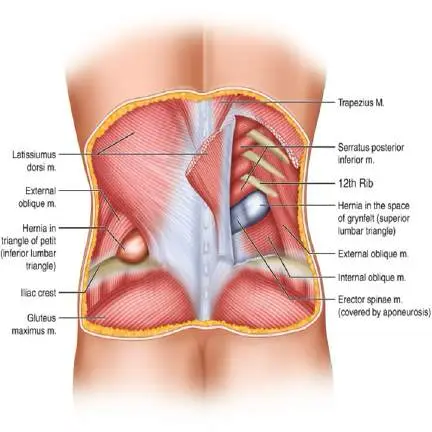 Latissiumus
dorsi m.
External
oblique m.
Hernia in
triangle of petit
(inferior lumbar
triangle)
Iliac crest
Gluteus
maximus m.
Trapezius M.
Serratus posterior
inferior m.
12th Rib
Hernia in the space
of grynfelt (superior
lumbar triangle)
External oblique m.
Internal oblique m.
Erector spinae m.
(covered by aponeurosis)